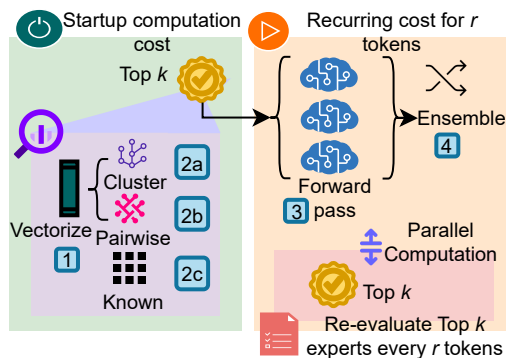 Startup computation
cost
Top k
Vectorize
1
Cluster
2a
Pairwise
2b
Known
2c
Recurring cost for r
tokens
Forward
3 pass
Ensemble
4
Parallel
Computation
Top k
Re-evaluate Top k
experts every r tokens